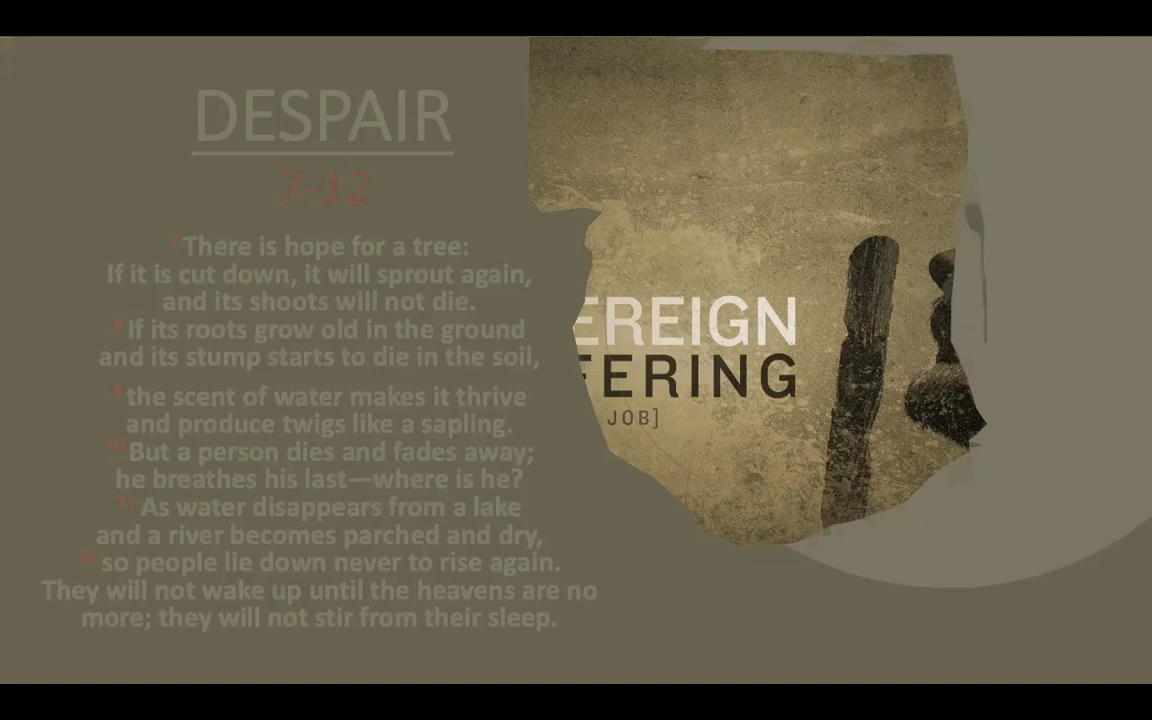 DESPAIR
7-12
7 There is hope for a tree:
If it is cut down, it will sprout again,
and its shoots will not die.
8 If its roots grow old in the ground
and its stump starts to die in the soil,
9 the scent of water makes it thrive
and produce twigs like a sapling.
10 But a person dies and fades away;
he breathes his last—where is he?
11 As water disappears from a lake
and a river becomes parched and dry,
12 so people lie down never to rise again.
They will not wake up until the heavens are no
more; they will not stir from their sleep.
EREIGN
FERING
JOB]